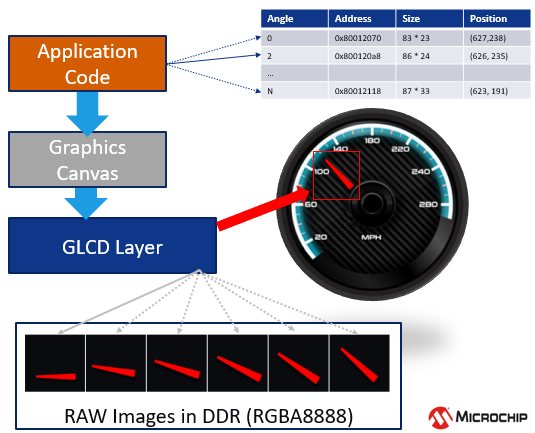 Angle Address Size Position
0 0x80012070 83 * 23 (627,238)
2 0x800120a8 86 * 24 (626, 235)
...
N 0x80012118 87 * 33 (623, 191)
Application
Code
Graphics
Canvas
GLCD Layer
20
60
100
140
180
220
260
280
MPH
RAW Images in DDR (RGBA8888)
MICROCHIP